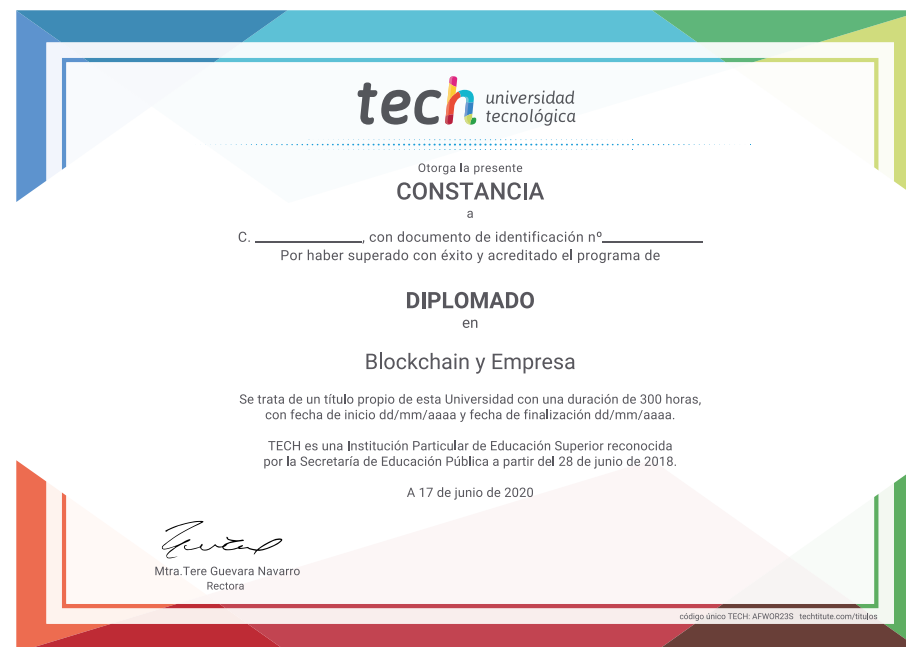 tech universidad
tecnológica
Otorga la presente
CONSTANCIA
a
C. ______________, con documento de identificación nº_____________
Por haber superado con éxito y acreditado el programa de
DIPLOMADO
en
Blockchain y Empresa
Se trata de un título propio de esta Universidad con una duración de 300 horas,
con fecha de inicio dd/mm/aaaa y fecha de finalización dd/mm/aaaa.
TECH es una Institución Particular de Educación Superior reconocida
por la Secretaría de Educación Pública a partir del 28 de junio de 2018.
A 17 de junio de 2020
Mtra.Tere Guevara Navarro
Rectora
código único TECH: AFWOR23S techtitute.com/titulos